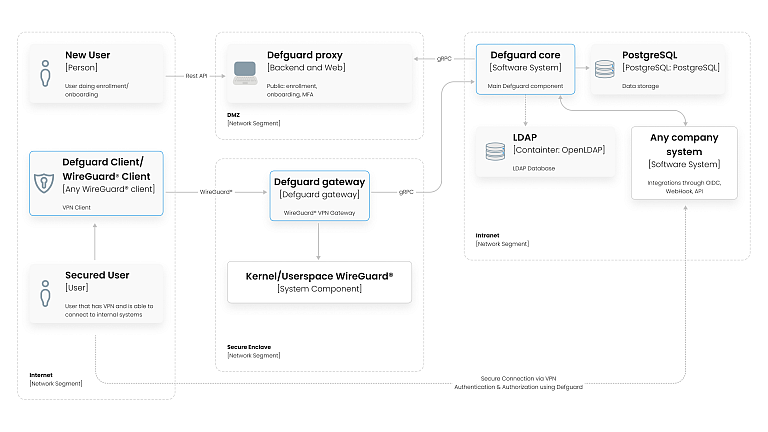 New User
[Person]
User doing enrollment/
onboarding
Rest API
Defguard proxy
[Backend and Web]
Public: enrollment,
onboarding, MFA
DMZ
[Network Segment]
gRPC
Defguard core
[Software System]
Main Defguard component
PostgreSQL
[PostgreSQL: PostgreSQL]
Data storage
LDAP
[Containter: OpenLDAP]
LDAP Database
Any company
system
[Software System]
Integrations through OIDC,
WebHook, API
Intranet
[Network Segment]
Defguard Client/
WireGuard® Client
[Any WireGuard® client]
VPN Client
WireGuard®
Defguard gateway
[Defguard gateway]
WireGuard® VPN Gateway
gRPC
Kernel/Userspace WireGuard®
[System Component]
Secure Enclave
[Network Segment]
Secured User
[User]
User that has VPN and is able to
connect to internal systems
Internet
[Network Segment]
Secure Connection via VPN
Authentication & Authorization using Defguard